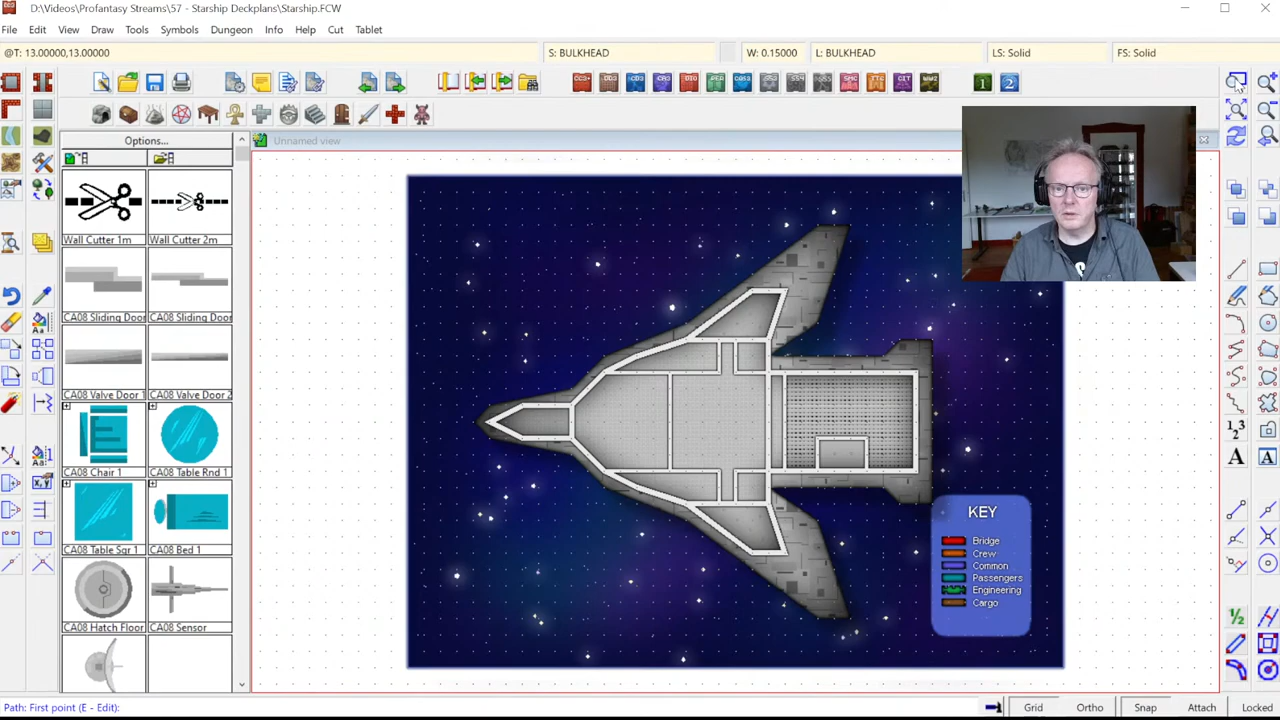 D:\Videos\Profantasy Streams\57 - Starship Deckplans\Starship.FCW
File Edit View Draw Tools Symbols Dungeon Info Help Cut Tablet
@T: 13.00000,13.00000
S: BULKHEAD
W: 0.15000
L: BULKHEAD
LS: Solid
FS: Solid
1 2
Options...
Unnamed view
Wall Cutter 1m
Wall Cutter 2m
CA08 Sliding Door
CA08 Sliding Door
CA08 Valve Door 1
CA08 Valve Door 2
CA08 Chair 1
CA08 Table Rnd 1
CA08 Table Sqr 1
CA08 Bed 1
CA08 Hatch Floor
CA08 Sensor
KEY
Bridge
Crew
Common
Passengers
Engineering
Cargo
Path: First point (E - Edit):
Grid
Ortho
Snap
Attach
Locked